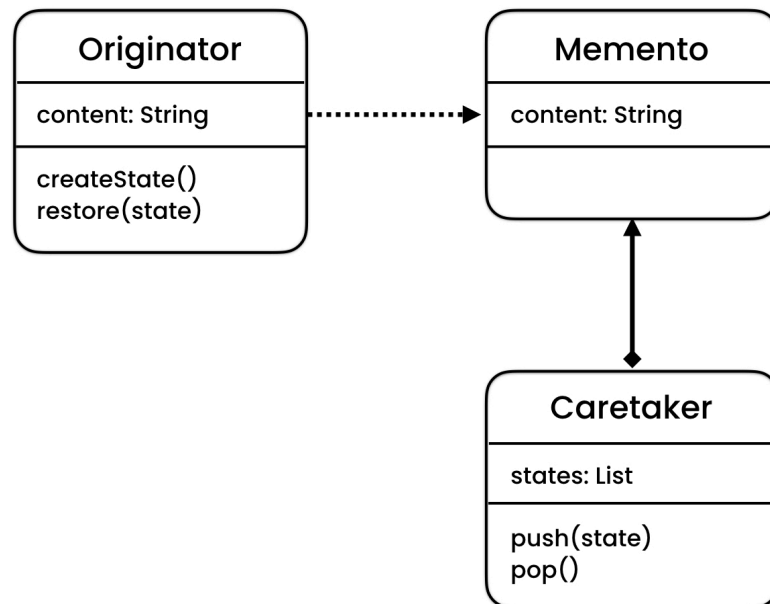 Originator
content: String
createState()
restore(state)
Memento
content: String
Caretaker
states: List
push(state)
pop()